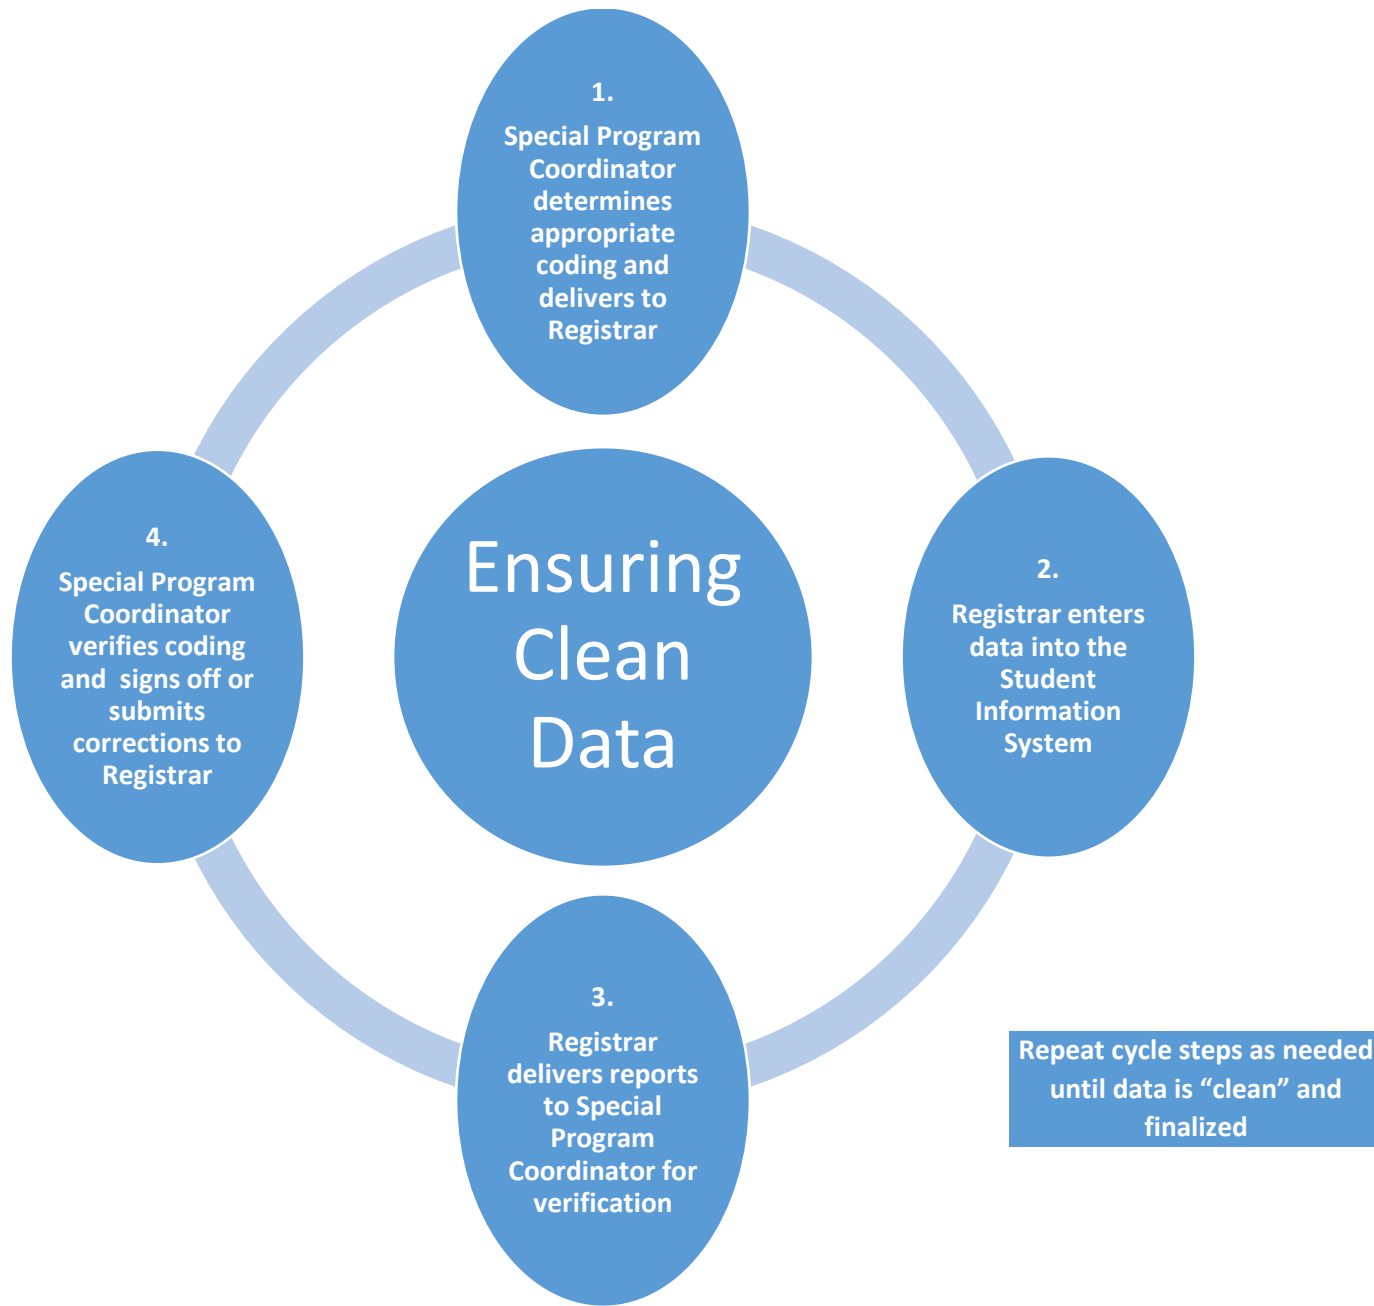 1.
Special Program
Coordinator
determines
appropriate
coding and
delivers to
Registrar
2.
Registrar enters
data into the
Student
Information
System
3.
Registrar
delivers reports
to Special
Program
Coordinator for
verification
4.
Special Program
Coordinator
verifies coding
and  signs off or
submits
corrections to
Registrar
Ensuring
Clean
Data
Repeat cycle steps as needed
until data is “clean” and
finalized